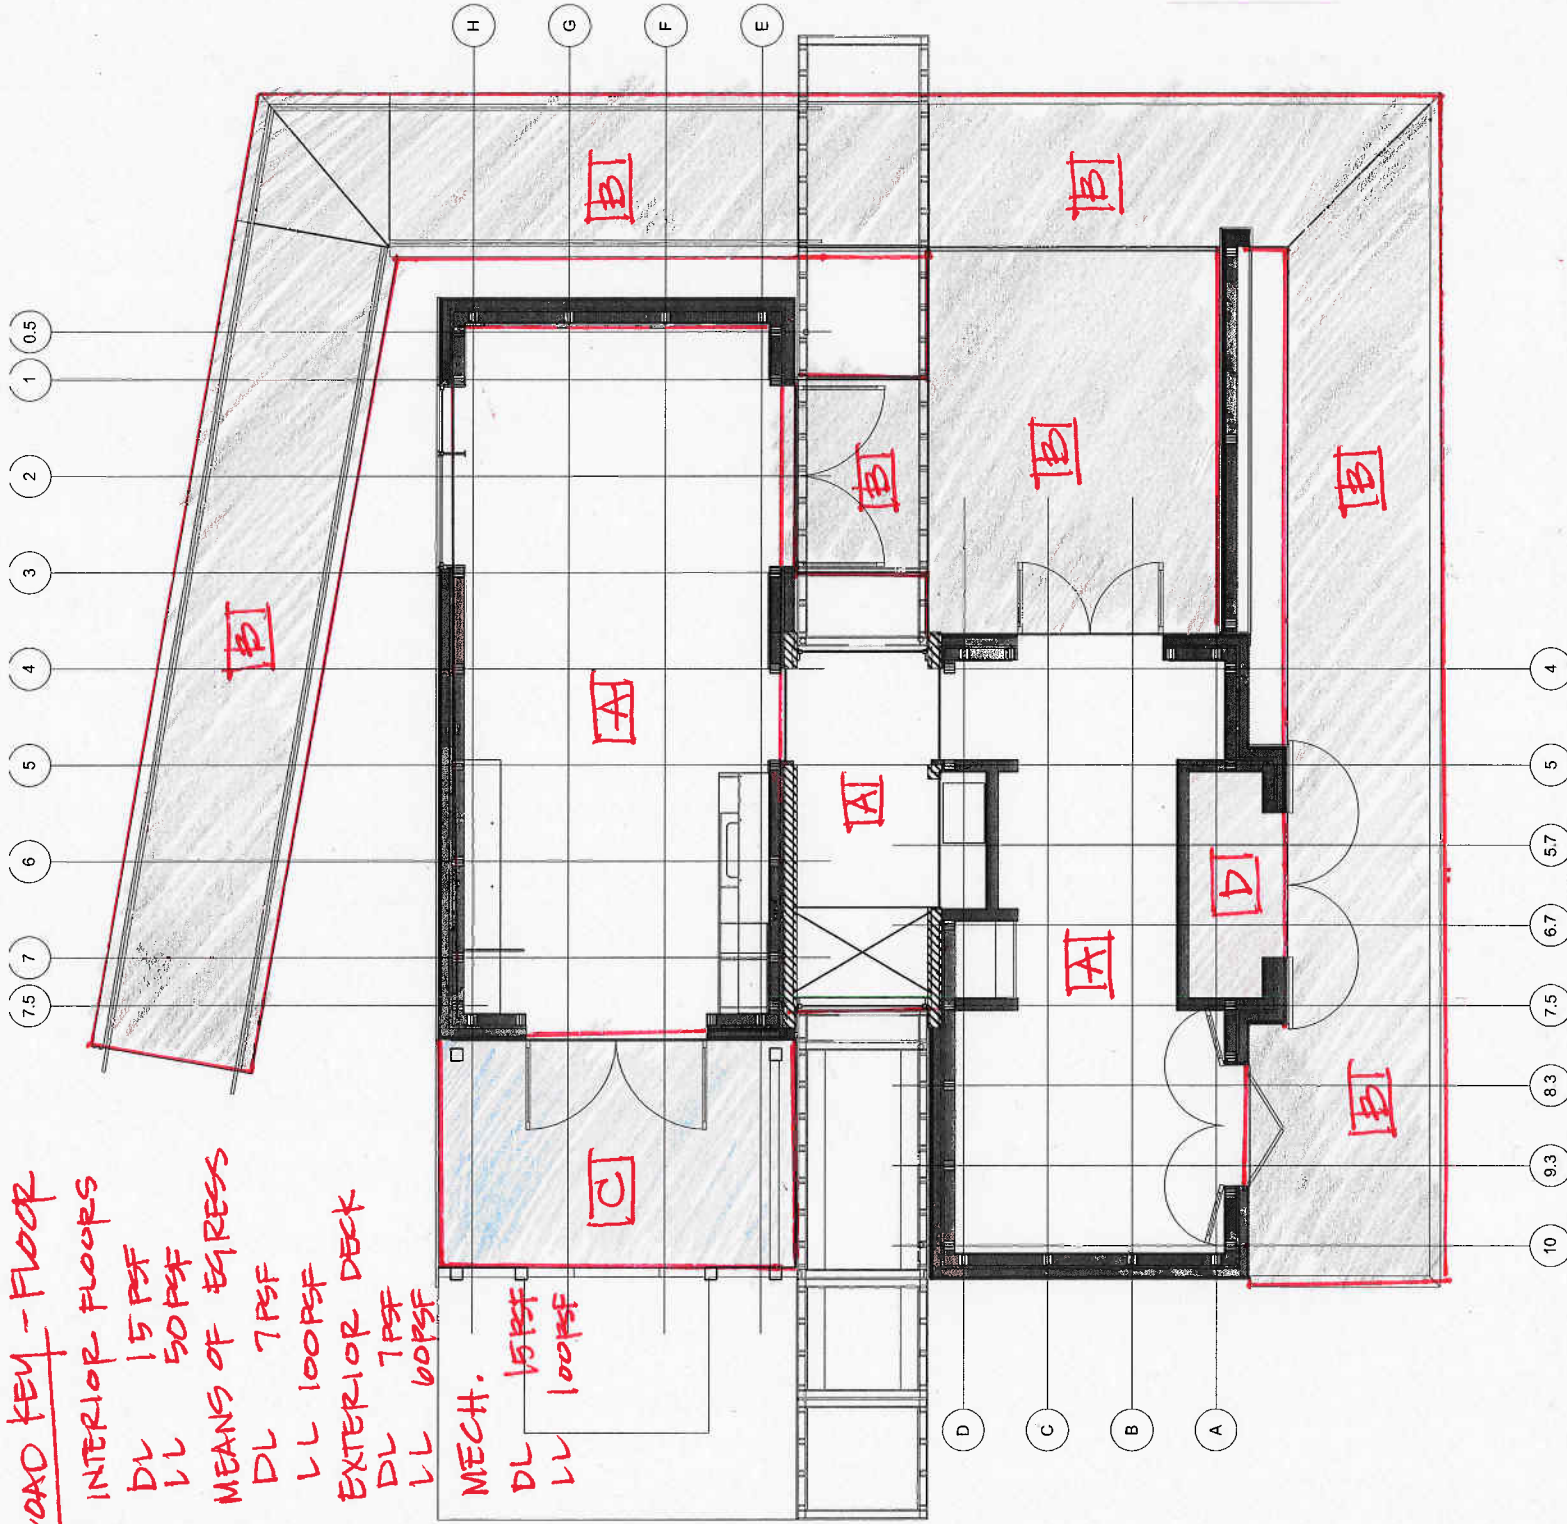 LOAD KEY - FLOOR
INTERIOR FLOORS
DL 15 PSF
LL 50 PSF
MEANS OF EGRESS
DL 7 PSF
LL 100 PSF
EXTERIOR DECK
DL 7 PSF
LL 60 PSF
MECH.
DL 15 PSF
LL 100 PSF
7.5 7 6 5 4 3 2 1 0.5
H
G
F
E
B
B
C
A
A
B
D
C
B
A
A
B
B
D
B
B
10 9.3 8.3 7.5 6.7 5.7 5 4